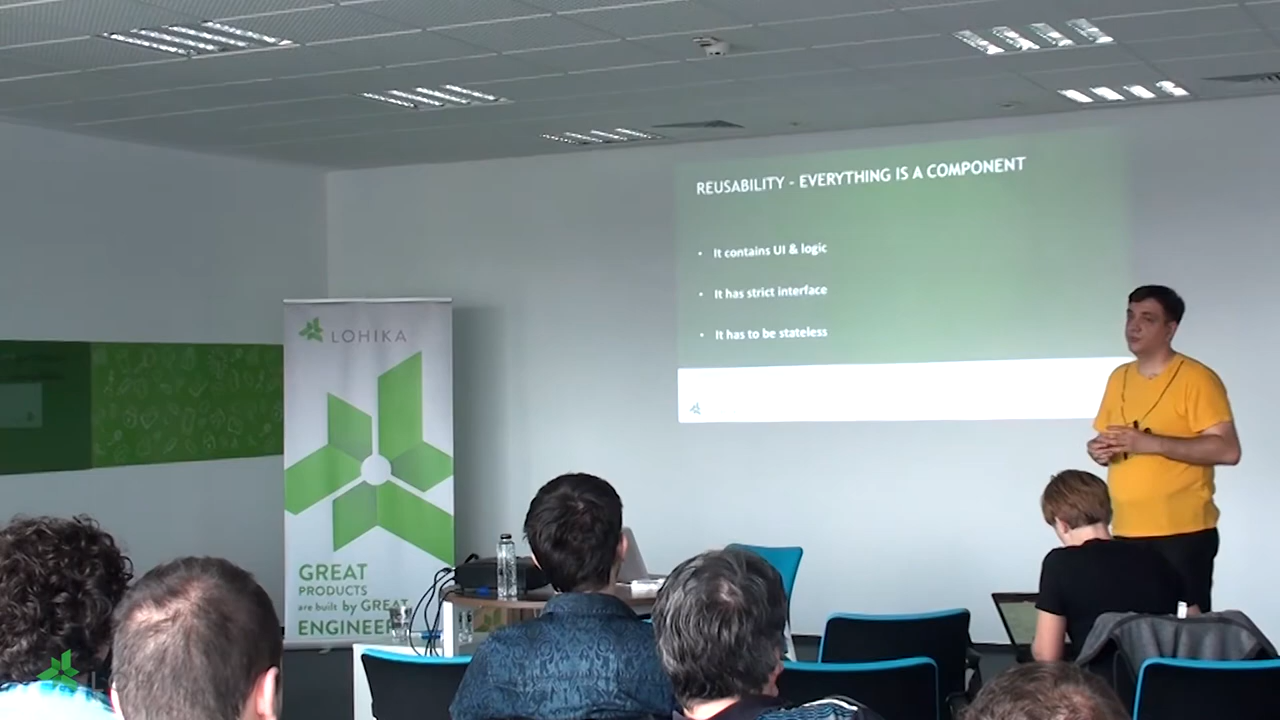 REUSABILITY - EVERYTHING IS A COMPONENT
• It contains UI & logic
• It has strict interface
• It has to be stateless
LOHIKA
GREAT
PRODUCTS
are built by GREAT
ENGINEER